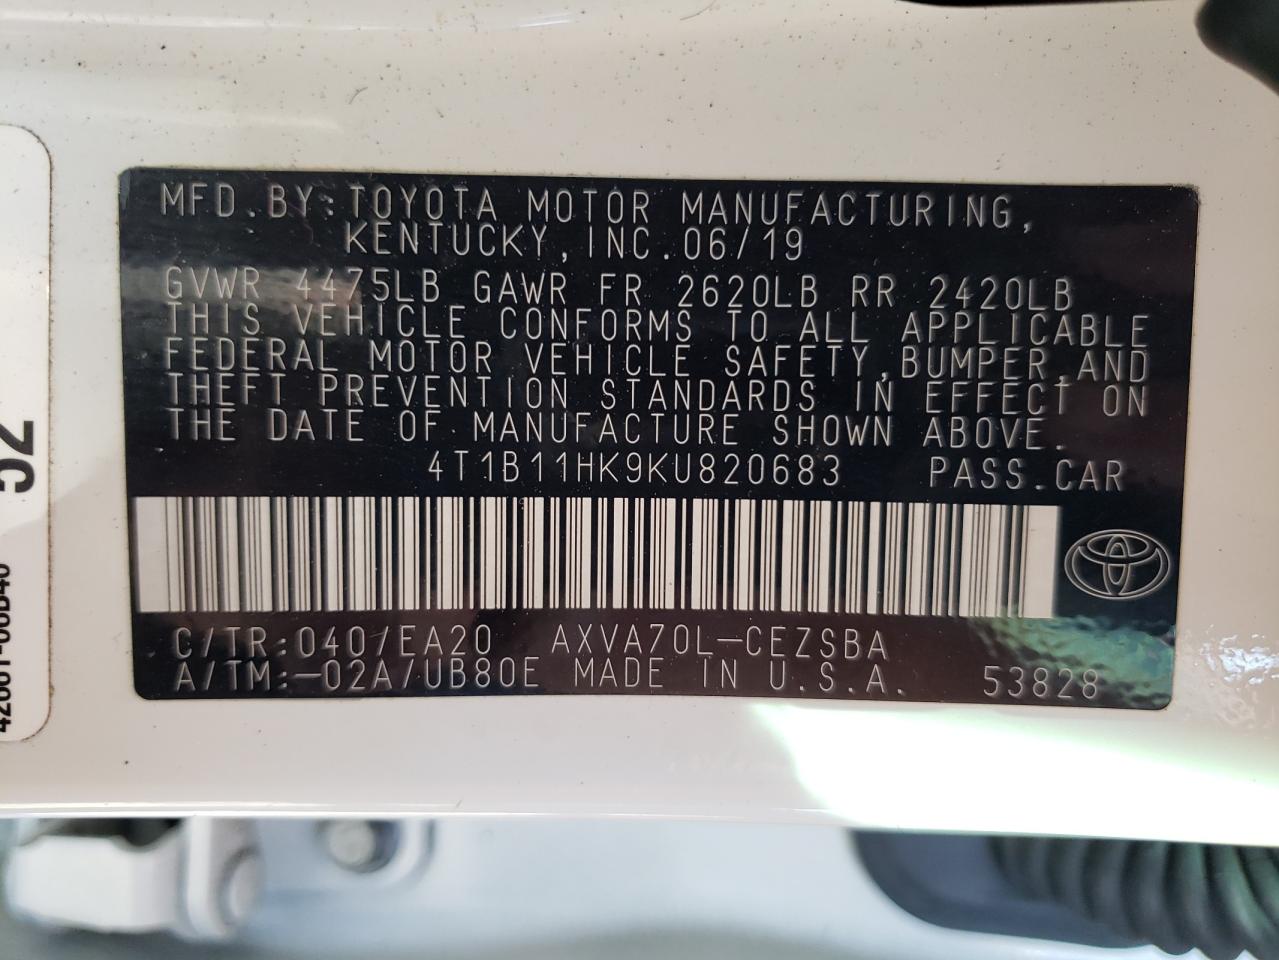 MFD.BY:TOYOTA MOTOR MANUFACTURING,
KENTUCKY,INC.06/19
GVWR 4475LB GAWR FR 2620LB RR 2420LB
THIS VEHICLE CONFORMS TO ALL APPLICABLE
FEDERAL MOTOR VEHICLE SAFETY,BUMPER,AND
THEFT PREVENTION STANDARDS IN EFFECT ON
THE DATE OF MANUFACTURE SHOWN ABOVE.
4T1B11HK9KU820683 PASS.CAR
C/TR:040/EA20 AXVA70L-CEZSBA
A/TM:-02A/UB80E MADE IN U.S.A. 53828
52